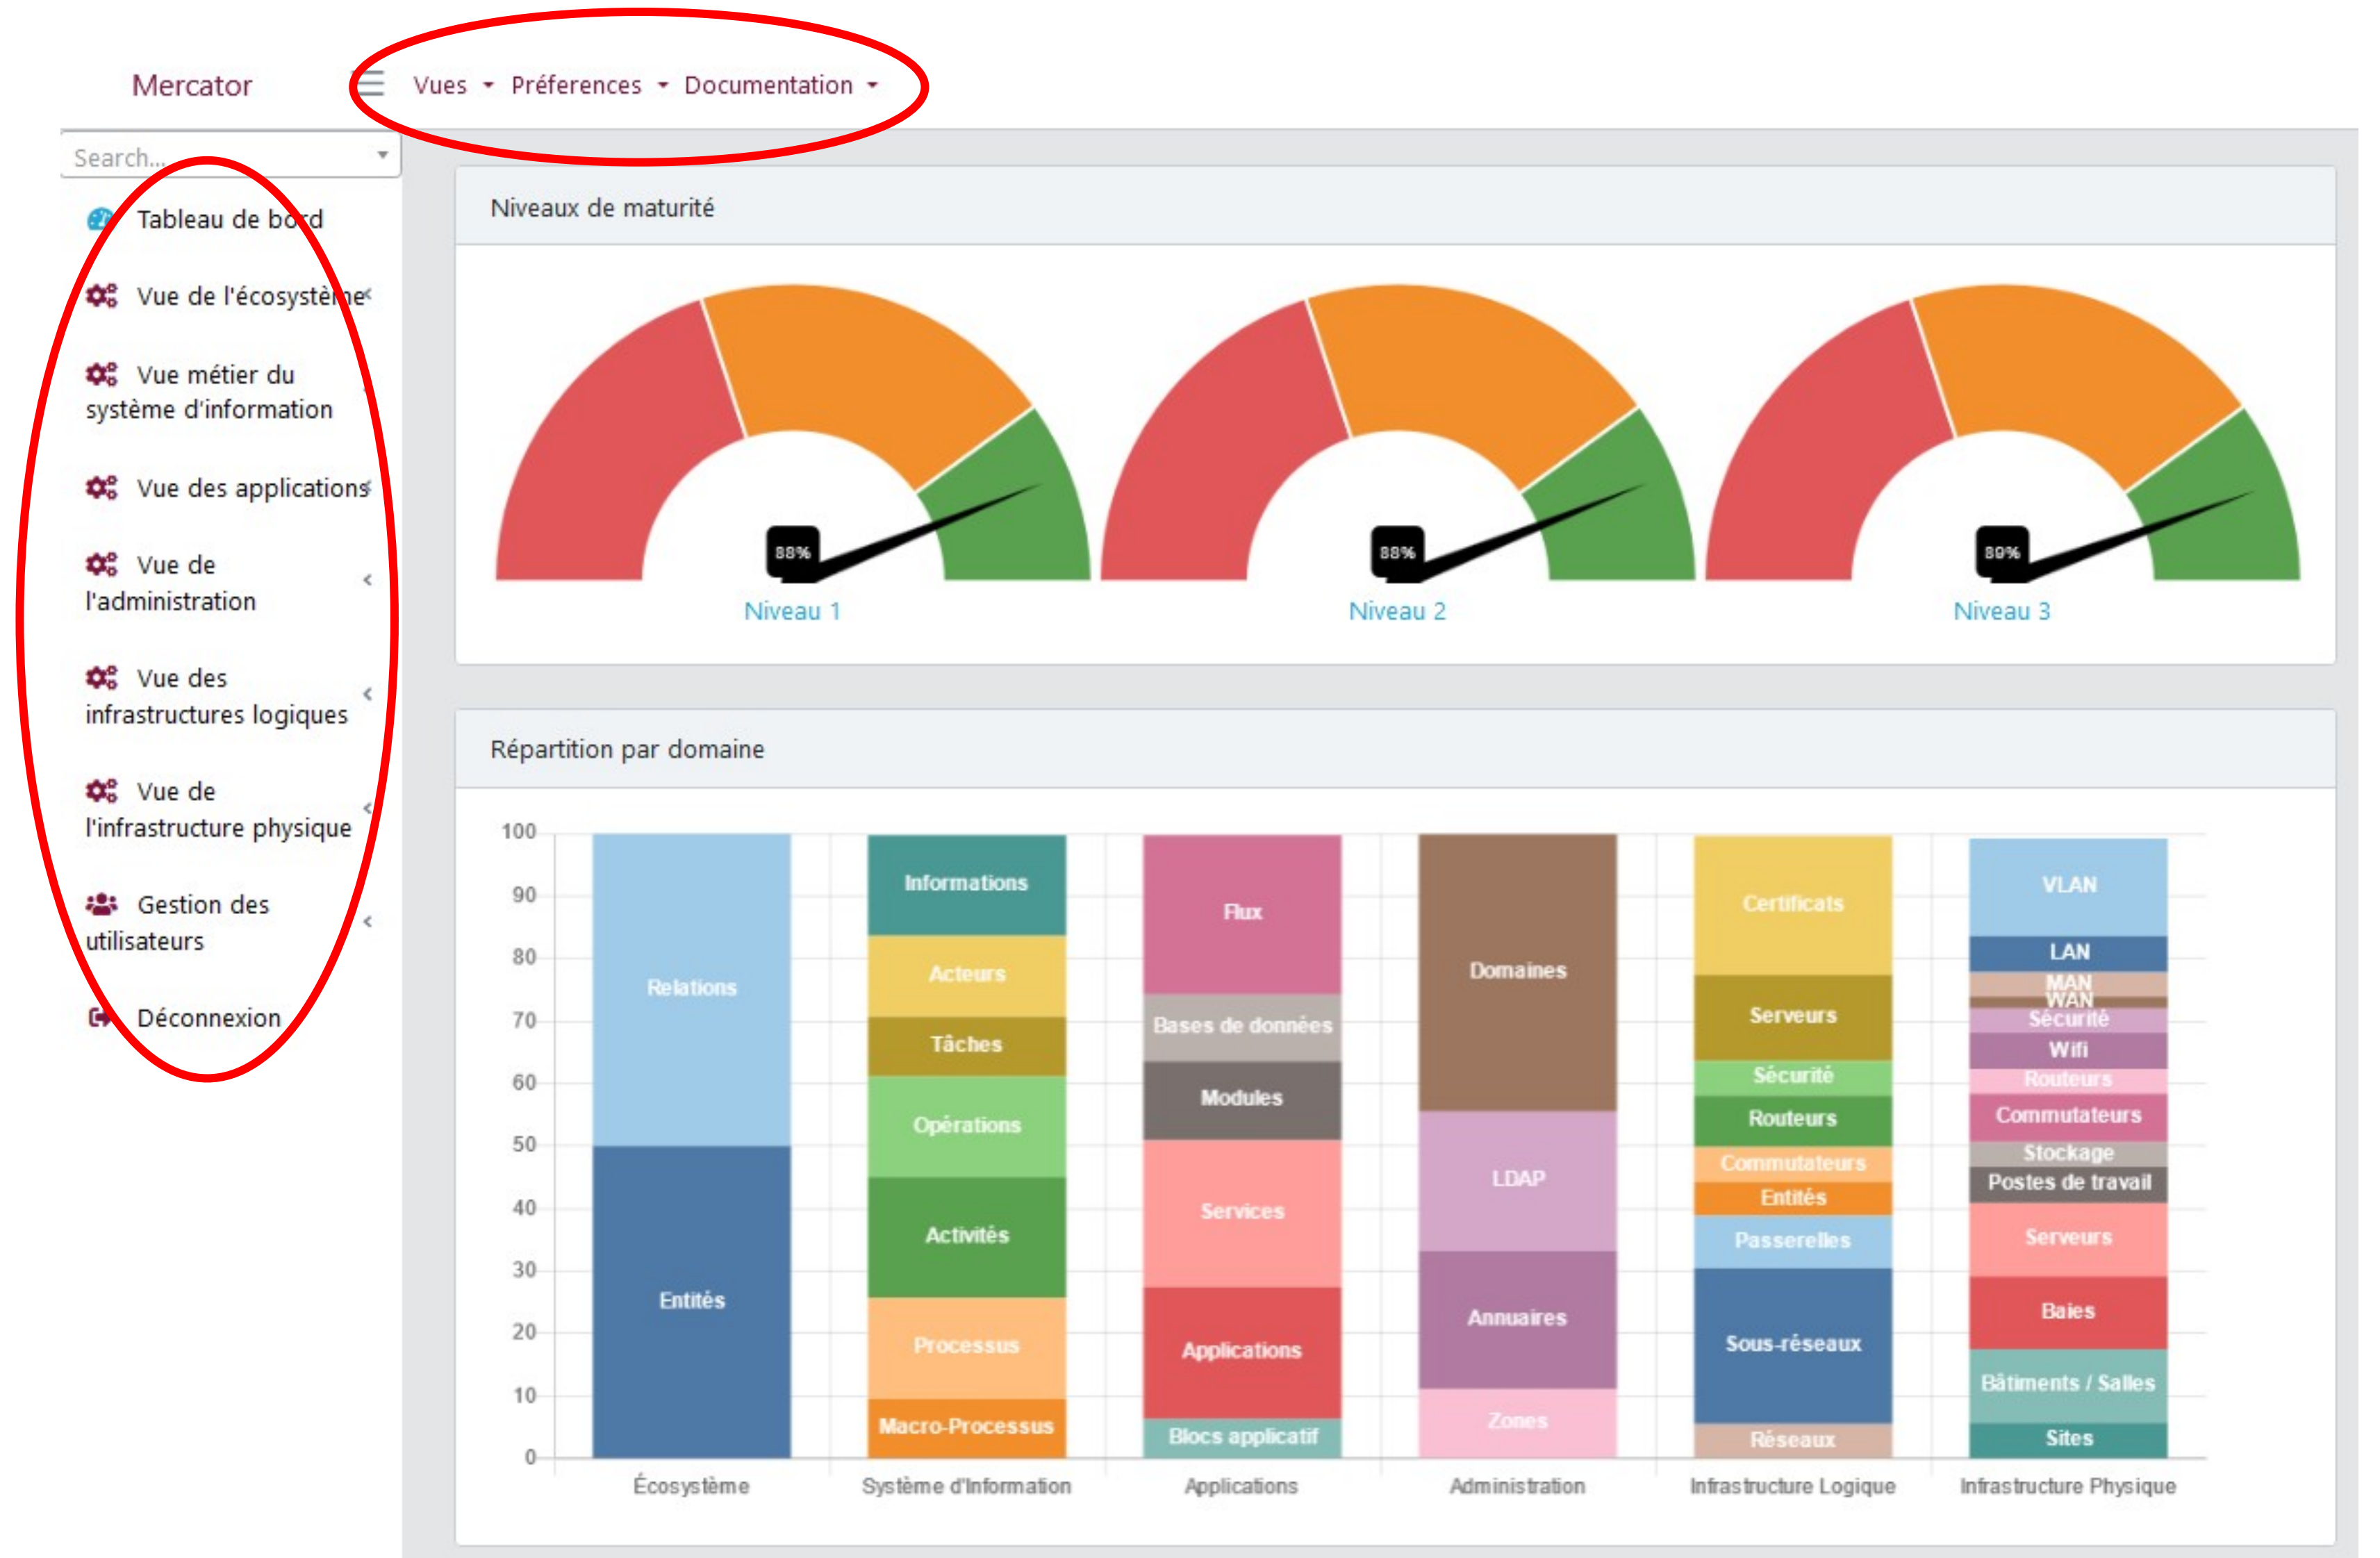 Mercator
Vues Préferences Documentation
Search...
Tableau de bord
Vue de l'écosystème
Vue métier du
système d'information
Vue des applications
Vue de
l'administration
Vue des
infrastructures logiques
Vue de
l'infrastructure physique
Gestion des
utilisateurs
Déconnexion
Niveaux de maturité
88%
88%
89%
Niveau 1
Niveau 2
Niveau 3
Répartition par domaine
100
90
80
70
60
50
40
30
20
10
0
Relations
Entités
Informations
Acteurs
Tâches
Opérations
Activités
Processus
Macro-Processus
Flux
Bases de données
Modules
Services
Applications
Blocs applicatif
Domaines
LDAP
Annuaires
Zones
Certificats
Serveurs
Sécurité
Routeurs
Commutateurs
Entités
Passerelles
Sous-réseaux
Réseaux
VLAN
LAN
MAN
WAN
Sécurité
Wifi
Routeurs
Commutateurs
Stockage
Postes de travail
Serveurs
Baies
Bâtiments / Salles
Sites
Écosystème
Système d'Information
Applications
Administration
Infrastructure Logique
Infrastructure Physique